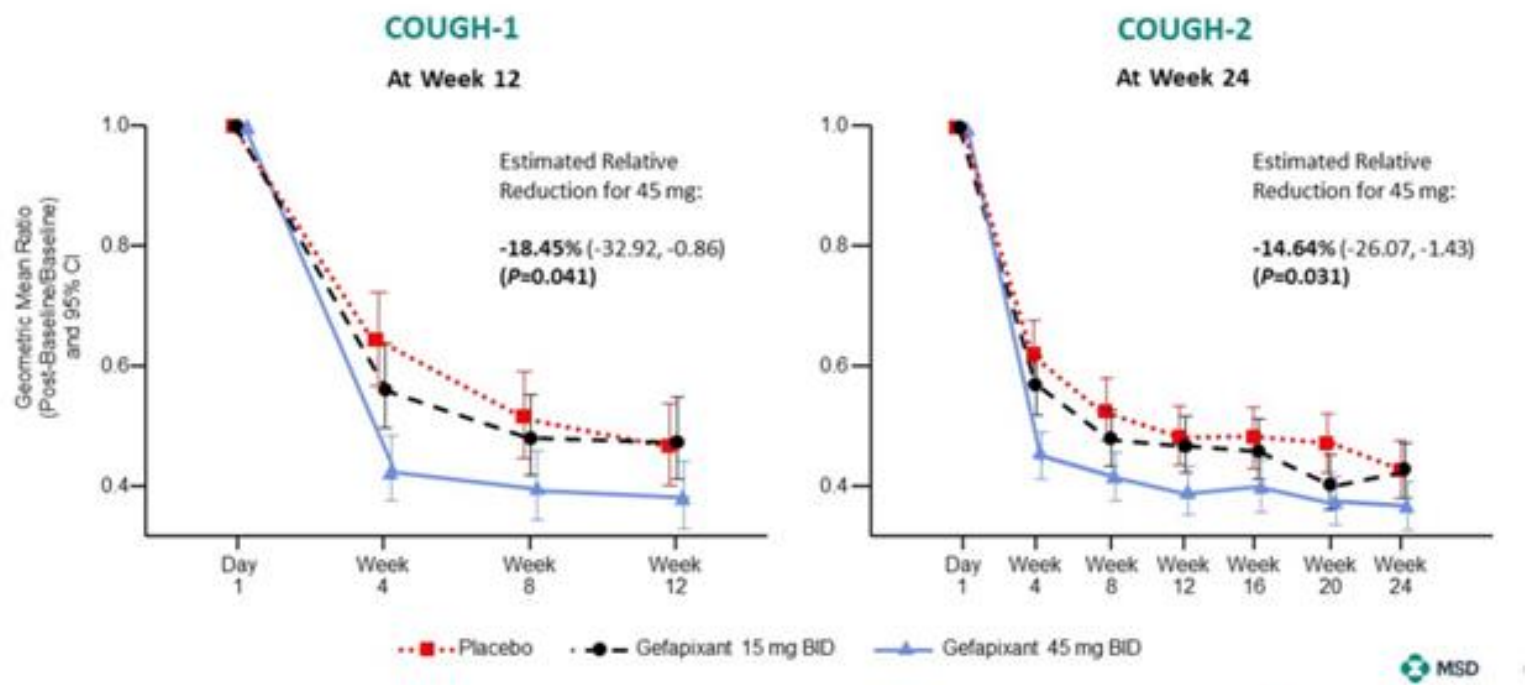 COUGH-1
At Week 12
Geometric Mean Ratio
(Post-Baseline/Baseline)
and 95% CI
1.0
0.8
0.6
0.4
Estimated Relative
Reduction for 45 mg:
-18.45% (-32.92, -0.86)
(P=0.041)
Day
1
Week
4
Week
8
Week
12
COUGH-2
At Week 24
1.0
0.8
0.6
0.4
Estimated Relative
Reduction for 45 mg:
-14.64% (-26.07, -1.43)
(P=0.031)
Day
1
Week
4
Week
8
Week
12
Week
16
Week
20
Week
24
Placebo
Gefapixant 15 mg BID
Gefapixant 45 mg BID
MSD